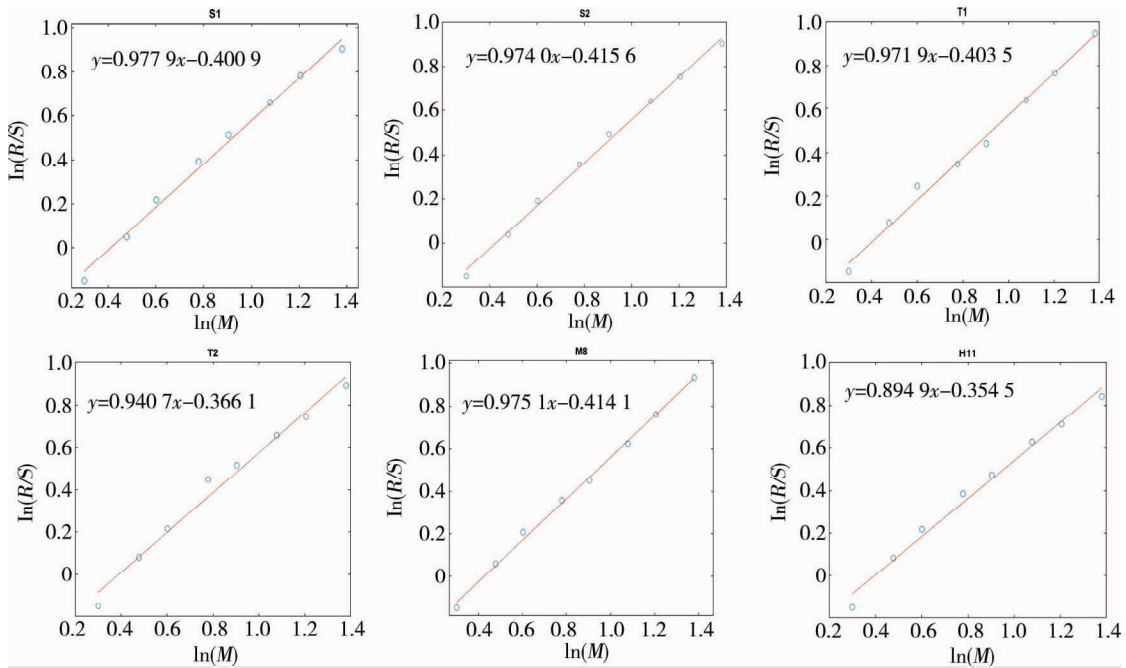 S1
y=0.977 9x−0.400 9
1.0
0.8
0.6
0.4
0.2
0
ln(R/S)
0.2 0.4 0.6 0.8 1.0 1.2 1.4
ln(M)
S2
y=0.974 0x−0.415 6
1.0
0.8
0.6
0.4
0.2
0
ln(R/S)
0.2 0.4 0.6 0.8 1.0 1.2 1.4
ln(M)
T1
y=0.971 9x−0.403 5
1.0
0.8
0.6
0.4
0.2
0
ln(R/S)
0.2 0.4 0.6 0.8 1.0 1.2 1.4
ln(M)
T2
y=0.940 7x−0.366 1
1.0
0.8
0.6
0.4
0.2
0
ln(R/S)
0.2 0.4 0.6 0.8 1.0 1.2 1.4
ln(M)
M8
y=0.975 1x−0.414 1
1.0
0.8
0.6
0.4
0.2
0
ln(R/S)
0.4 0.6 0.8 1.0 1.2 1.4
ln(M)
H11
y=0.894 9x−0.354 5
1.0
0.8
0.6
0.4
0.2
0
ln(R/S)
0.2 0.4 0.6 0.8 1.0 1.2 1.4
ln(M)